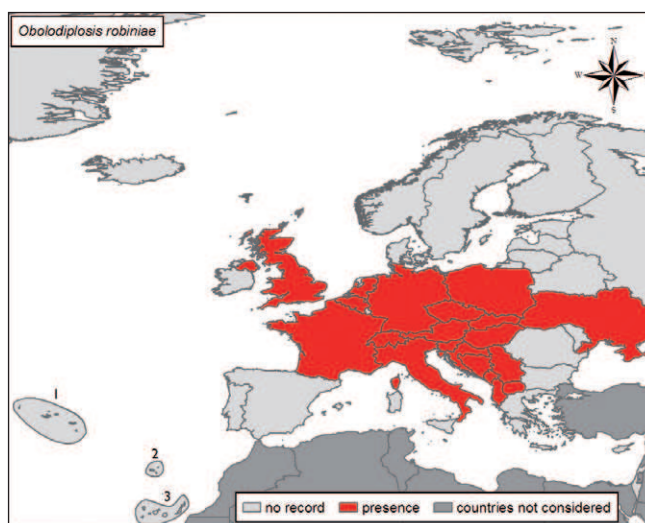 Obolodiplosis robiniae
N
W
S
1
2
3
no record presence countries not considered